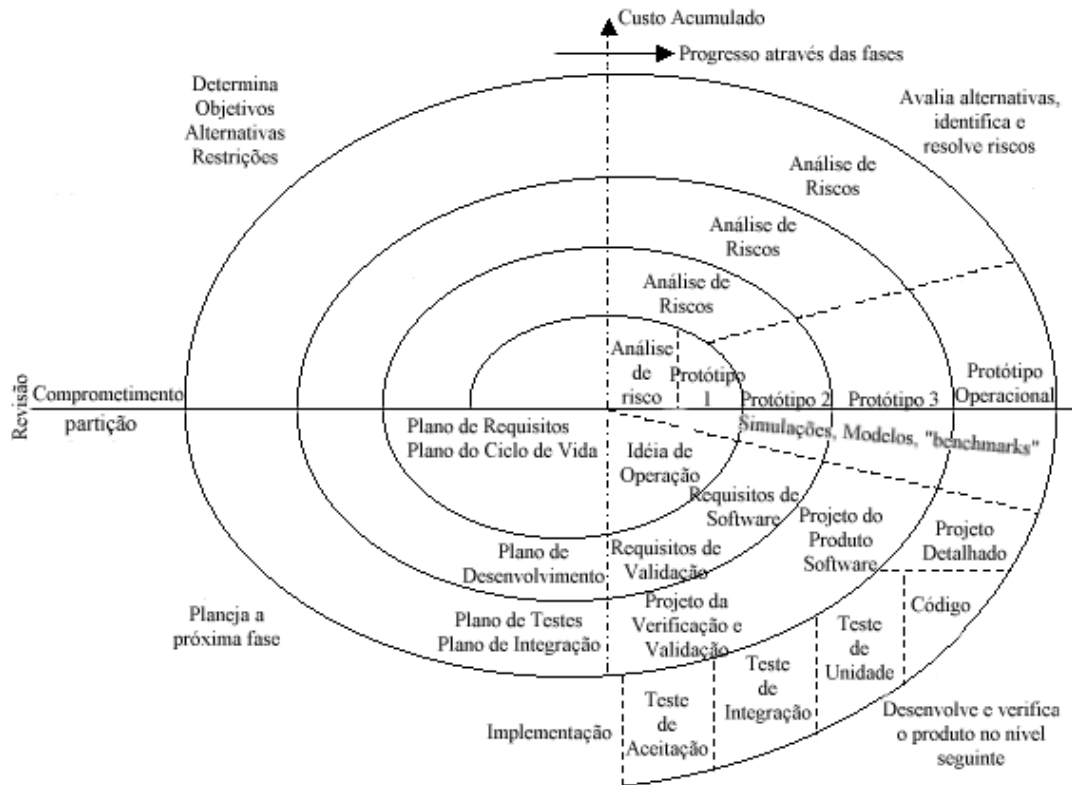 Custo Acumulado
Progresso através das fases
Determina
Objetivos
Alternativas
Restrições
Avalia alternativas,
identifica e
resolve riscos
Análise de
Riscos
Análise de
Riscos
Análise de
Riscos
Análise
de
risco
Protótipo
1
Protótipo 2
Protótipo 3
Protótipo
Operacional
Revisão
Comprometimento
partição
Simulações, Modelos, "benchmarks"
Plano de Requisitos
Plano do Ciclo de Vida
Idéia de
Operação
Requisitos de
Software
Projeto do
Produto
Software
Projeto
Detalhado
Plano de
Desenvolvimento
Requisitos de
Validação
Planeja a
próxima fase
Plano de Testes
Plano de Integração
Projeto da
Verificação e
Validação
Código
Teste
de
Unidade
Teste
de
Integração
Teste
de
Aceitação
Implementação
Desenvolve e verifica
o produto no nível
seguinte